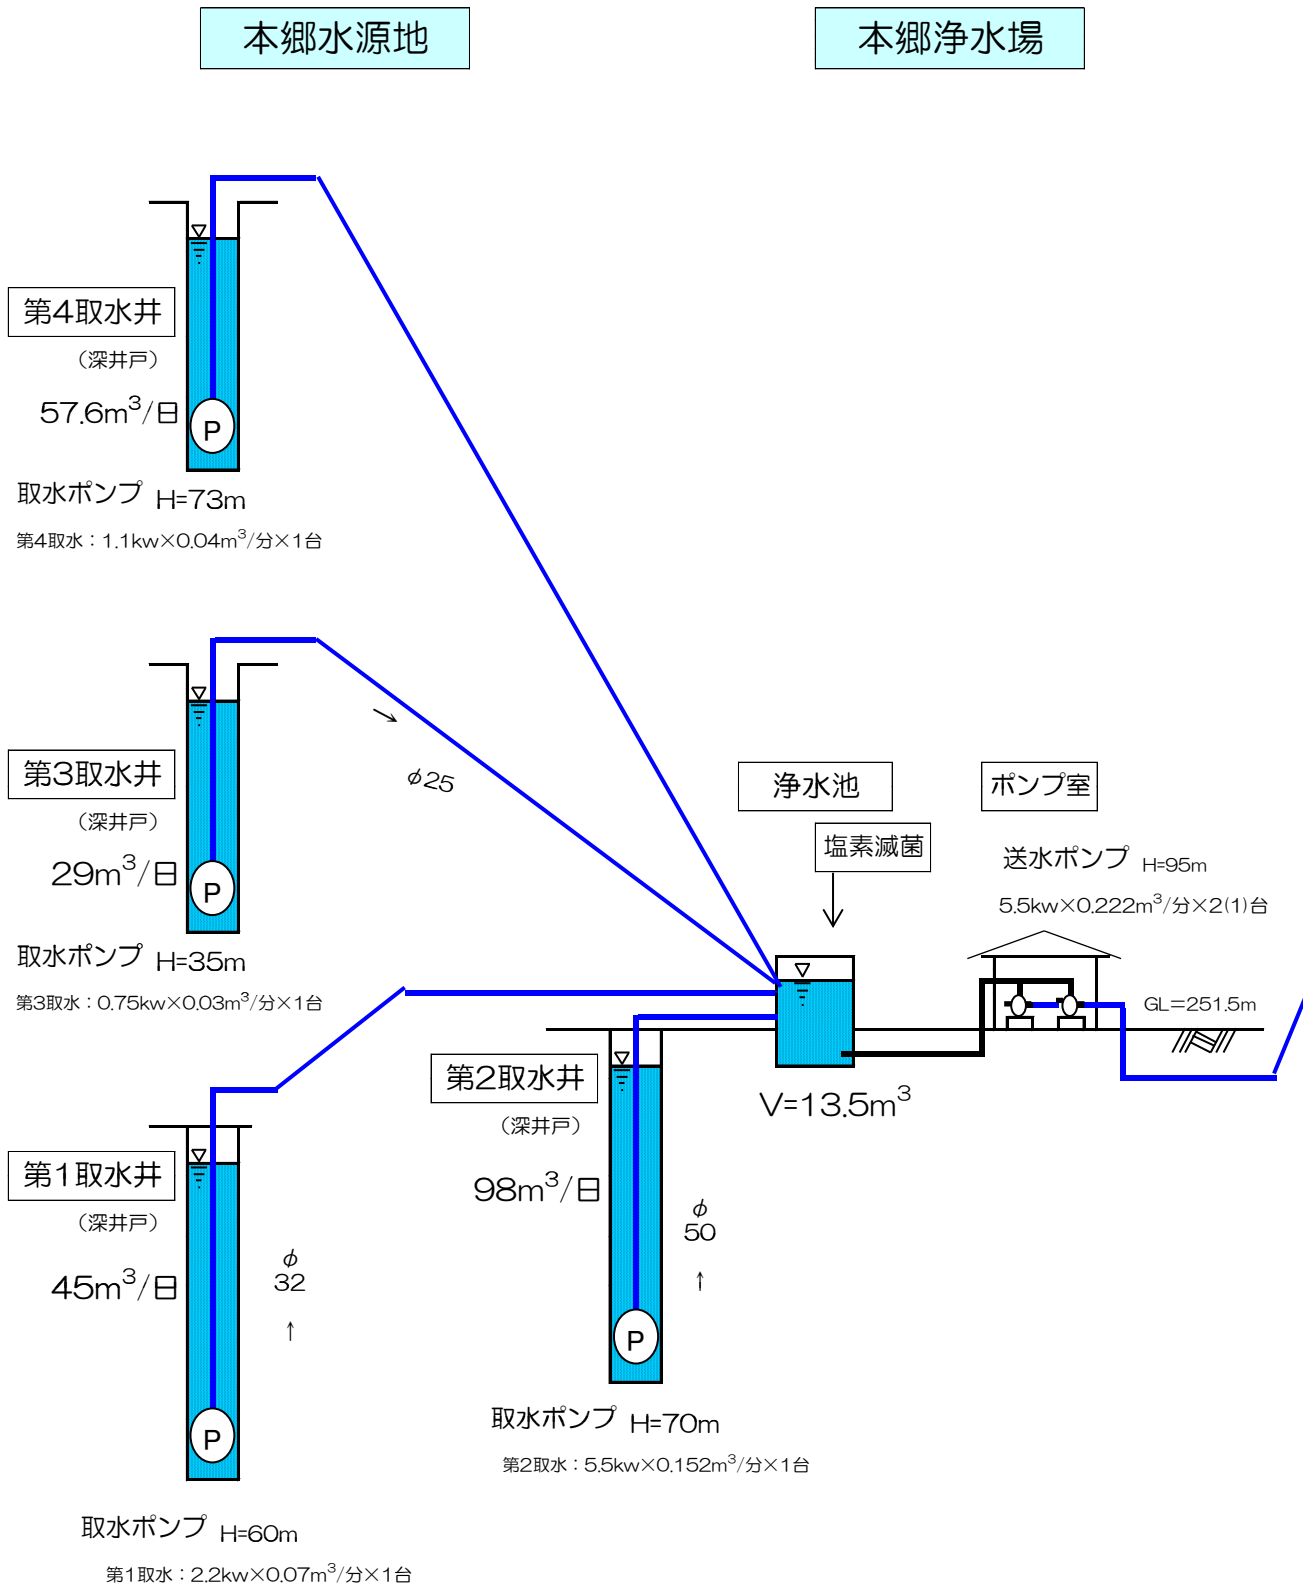 本郷水源地
本郷浄水場
第4取水井
（深井戸）
57.6m³/日
P
取水ポンプ H=73m
第4取水：1.1kw×0.04m³/分×1台
第3取水井
（深井戸）
29m³/日
P
取水ポンプ H=35m
第3取水：0.75kw×0.03m³/分×1台
→
φ25
浄水池
ポンプ室
塩素滅菌
送水ポンプ H=95m
5.5kw×0.222m³/分×2(1)台
GL=251.5m
V=13.5m³
第2取水井
（深井戸）
98m³/日
φ
50
↑
P
取水ポンプ H=70m
第2取水：5.5kw×0.152m³/分×1台
第1取水井
（深井戸）
45m³/日
φ
32
↑
P
取水ポンプ H=60m
第1取水：2.2kw×0.07m³/分×1台